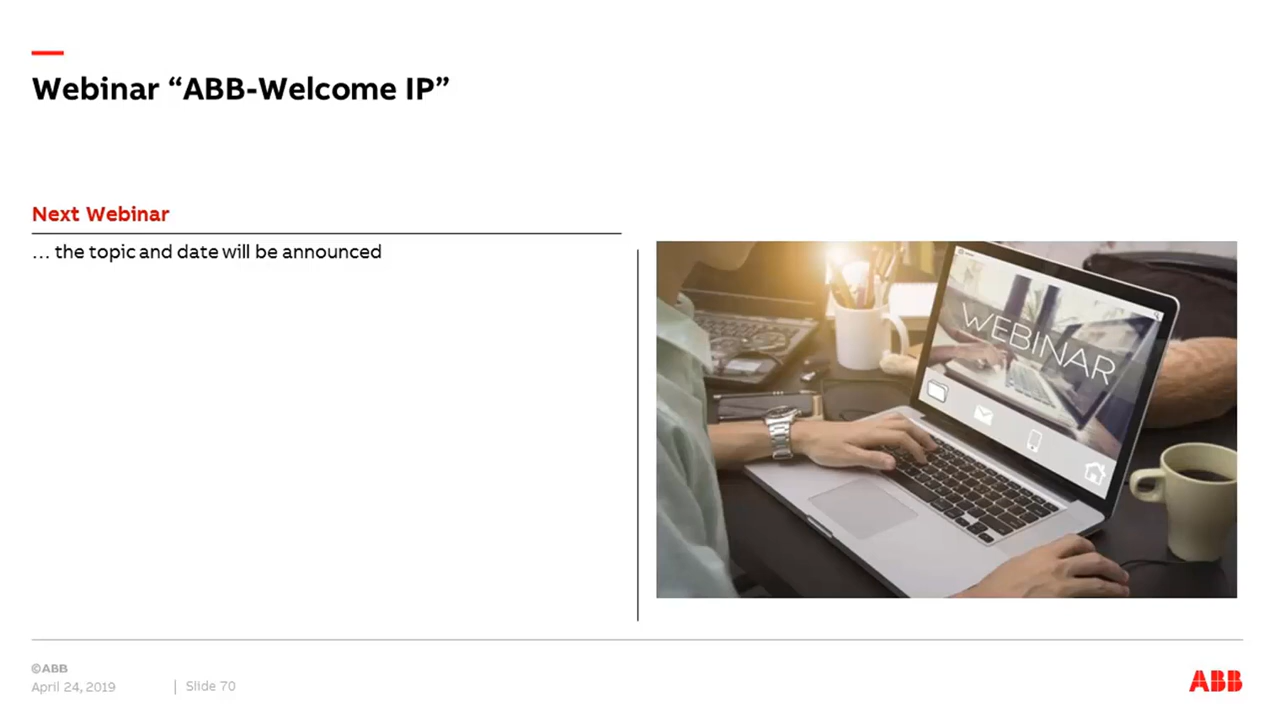 Webinar “ABB-Welcome IP”
Next Webinar
… the topic and date will be announced
WEBINAR
©ABB
April 24, 2019 | Slide 70
ABB